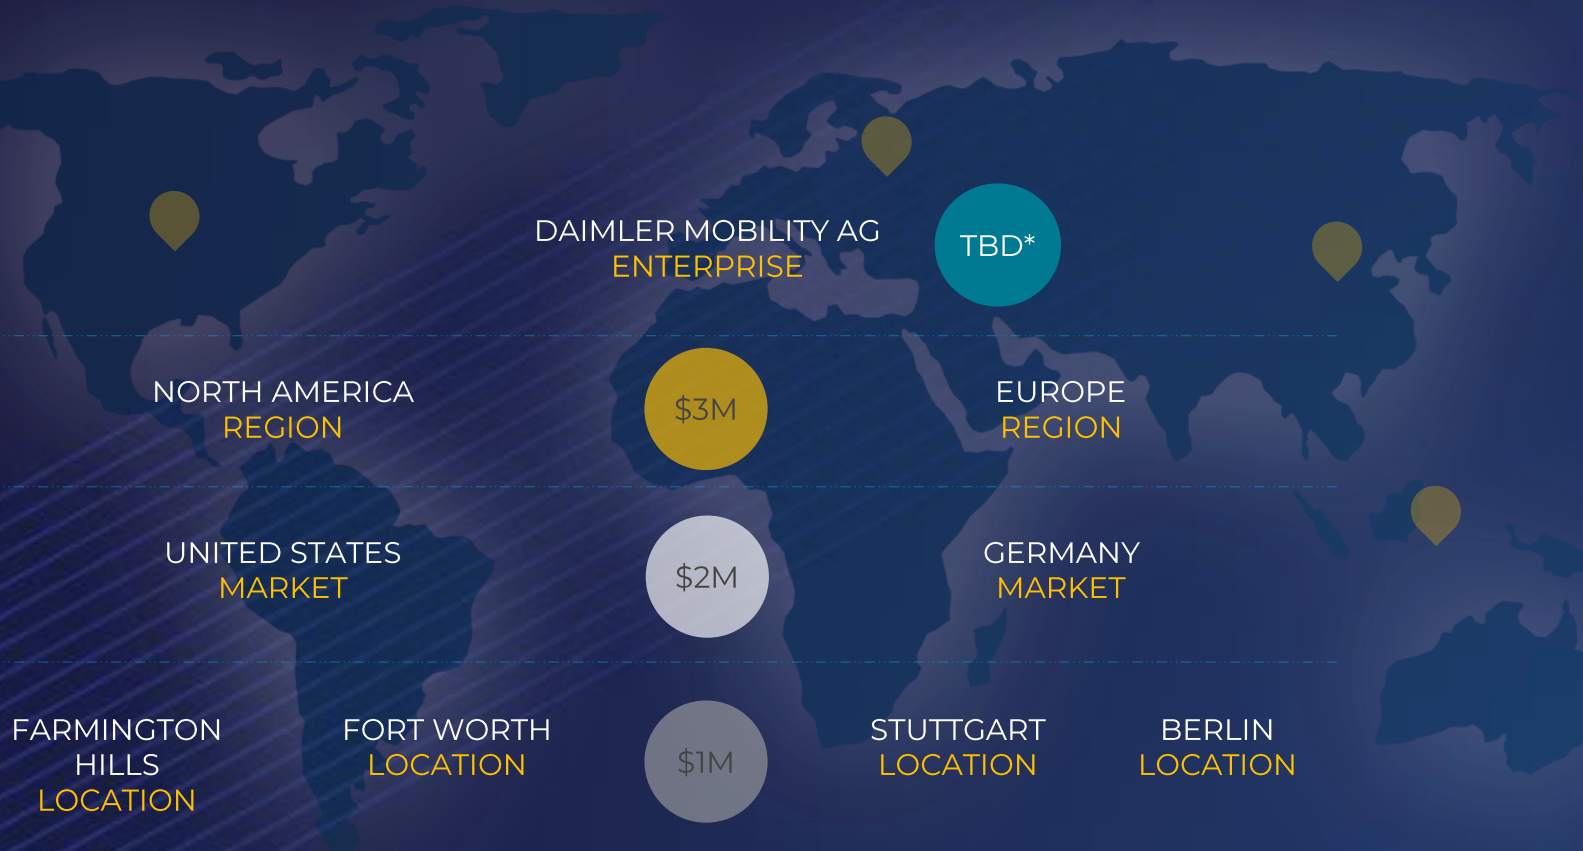 DAIMLER MOBILITY AG
ENTERPRISE
TBD*
NORTH AMERICA
REGION
$3M
EUROPE
REGION
UNITED STATES
MARKET
$2M
GERMANY
MARKET
FARMINGTON
HILLS
LOCATION
FORT WORTH
LOCATION
$1M
STUTTGART
LOCATION
BERLIN
LOCATION